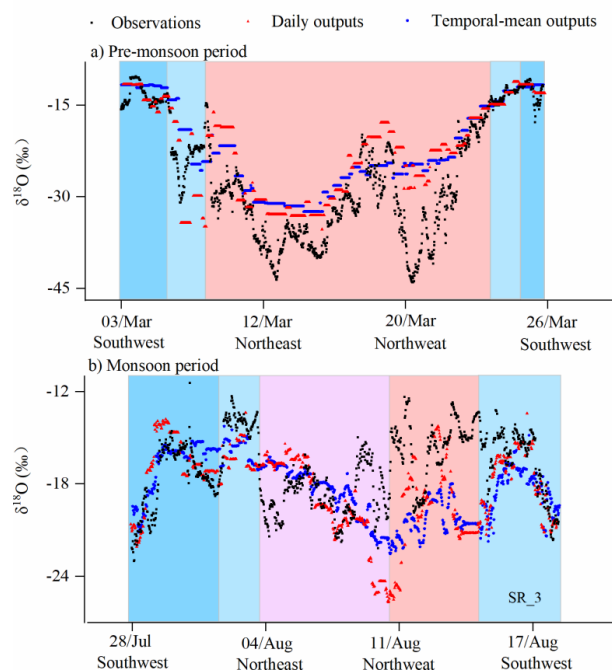 Observations Daily outputs Temporal-mean outputs
a) Pre-monsoon period
-15
-30
-45
δ¹⁸O (‰)
03/Mar 12/Mar 20/Mar 26/Mar
Southwest Northeast Northweat Southwest
b) Monsoon period
-12
-18
-24
δ¹⁸O (‰)
SR_3
28/Jul 04/Aug 11/Aug 17/Aug
Southwest Northeast Northweat Southwest